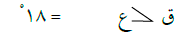 ق ∠ ع = ١٨°